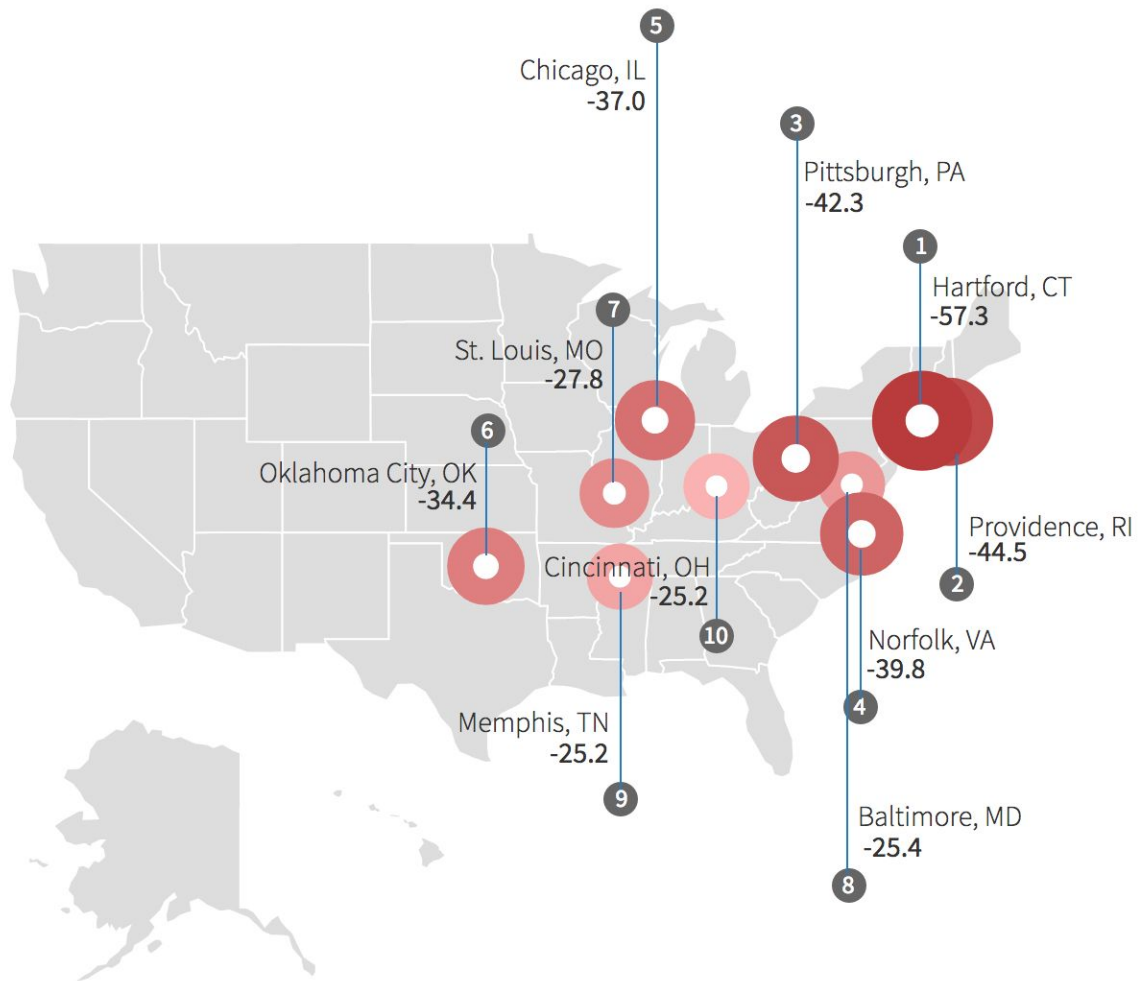 5
Chicago, IL
-37.0
3
Pittsburgh, PA
-42.3
1
Hartford, CT
-57.3
7
St. Louis, MO
-27.8
6
Oklahoma City, OK
-34.4
Providence, RI
-44.5
2
Cincinnati, OH
-25.2
10
Norfolk, VA
-39.8
4
Memphis, TN
-25.2
9
Baltimore, MD
-25.4
8